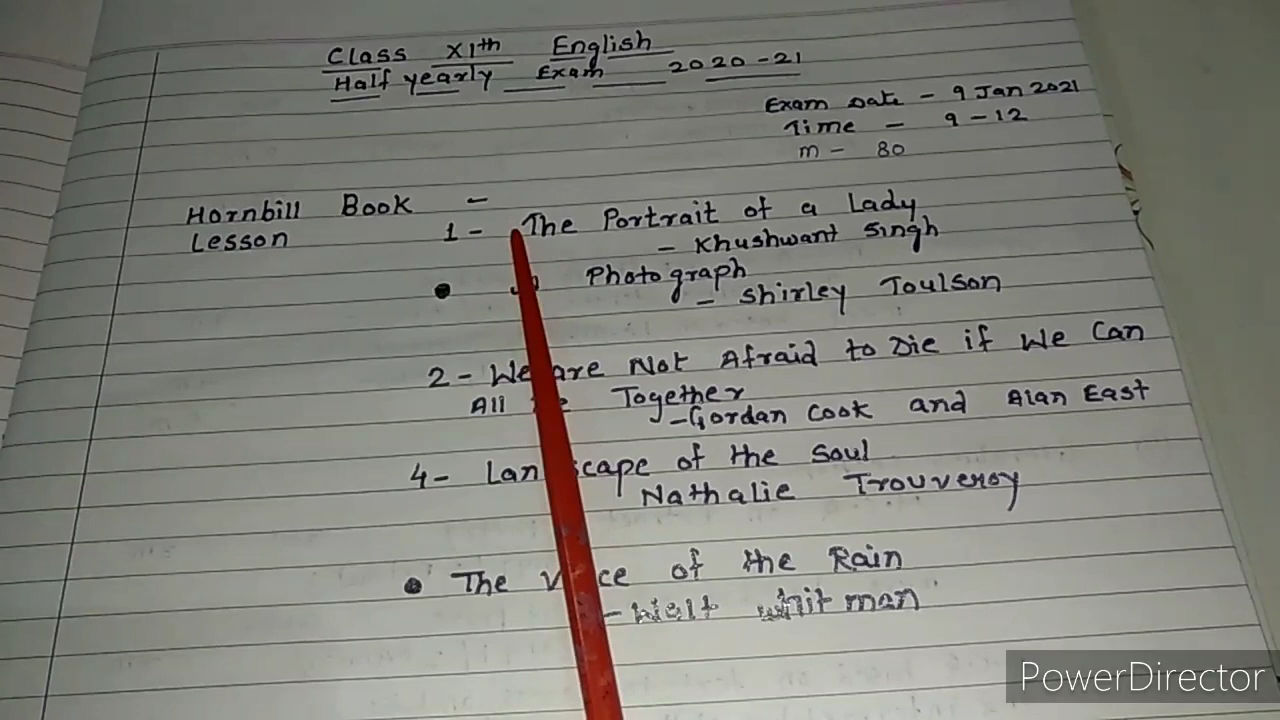 Class XIth English
Half yearly Exam 2020-21
Exam Date - 9 Jan 2021
Time - 9-12
m - 80
Hornbill Book -
Lesson 1 - The Portrait of a Lady
- Khushwant Singh
Photograph
- Shirley Toulson
2 - We are Not Afraid to Die if We Can
All Together
- Gordan Cook and Alan East
4 - Landscape of the Soul
Nathalie Trouveroy
The Voice of the Rain
- Walt Whitman
PowerDirector